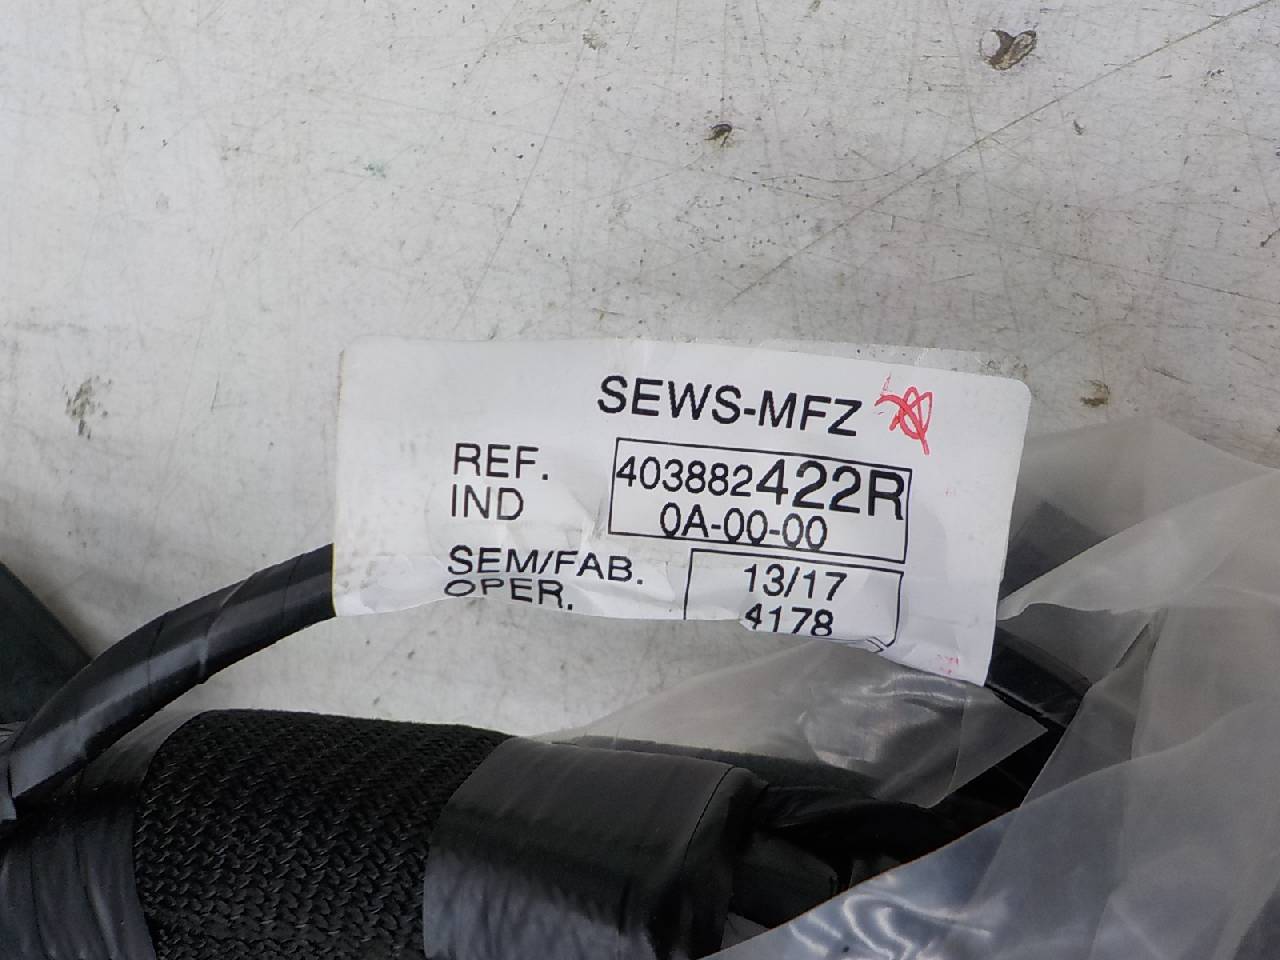 SEWS-MFZ
REF. 403882422R
IND 0A-00-00
SEM/FAB. 13/17
OPER. 4178